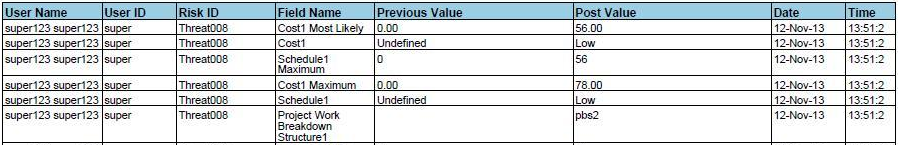 User Name User ID Risk ID Field Name Previous Value Post Value Date Time
super123 super123 super Threat008 Cost1 Most Likely 0.00 56.00 12-Nov-13 13:51:2
super123 super123 super Threat008 Cost1 Undefined Low 12-Nov-13 13:51:2
super123 super123 super Threat008 Schedule1 0 56 12-Nov-13 13:51:2
Maximum
super123 super123 super Threat008 Cost1 Maximum 0.00 78.00 12-Nov-13 13:51:2
super123 super123 super Threat008 Schedule1 Undefined Low 12-Nov-13 13:51:2
super123 super123 super Threat008 Project Work pbs2 12-Nov-13 13:51:2
Breakdown
Structure1